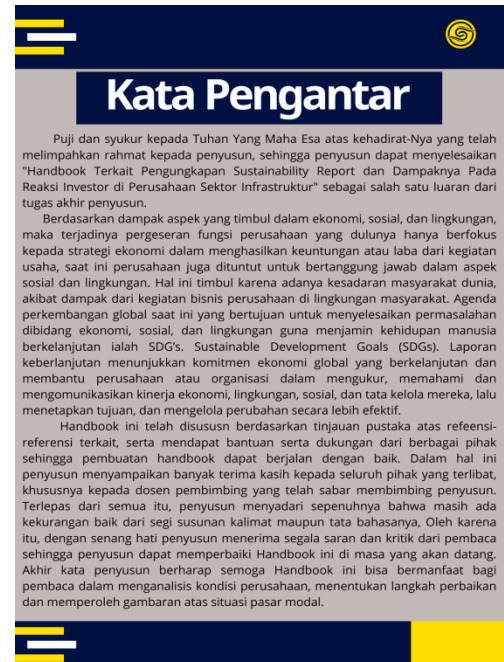 Kata Pengantar
Puji dan syukur kepada Tuhan Yang Maha Esa atas kehadirat-Nya yang telah
melimpahkan rahmat kepada penyusun, sehingga penyusun dapat menyelesaikan
"Handbook Terkait Pengungkapan Sustainability Report dan Dampaknya Pada
Reaksi Investor di Perusahaan Sektor Infrastruktur" sebagai salah satu luaran dari
tugas akhir penyusun.
Berdasarkan dampak aspek yang timbul dalam ekonomi, sosial, dan lingkungan,
maka terjadinya pergeseran fungsi perusahaan yang dulunya hanya berfokus
kepada strategi ekonomi dalam menghasilkan keuntungan atau laba dari kegiatan
usaha, saat ini perusahaan juga dituntut untuk bertanggung jawab dalam aspek
sosial dan lingkungan. Hal ini timbul karena adanya kesadaran masyarakat dunia,
akibat dampak dari kegiatan bisnis perusahaan di lingkungan masyarakat. Agenda
perkembangan global saat ini yang bertujuan untuk menyelesaikan permasalahan
dibidang ekonomi, sosial, dan lingkungan guna menjamin kehidupan manusia
berkelanjutan ialah SDG's. Sustainable Development Goals (SDGs). Laporan
keberlanjutan menunjukkan komitmen ekonomi global yang berkelanjutan dan
membantu perusahaan atau organisasi dalam mengukur, memahami dan
mengomunikasikan kinerja ekonomi, lingkungan, sosial, dan tata kelola mereka, lalu
menetapkan tujuan, dan mengelola perubahan secara lebih efektif.
Handbook ini telah disususn berdasarkan tinjauan pustaka atas refeensi-
referensi terkait, serta mendapat bantuan serta dukungan dari berbagai pihak
sehingga pembuatan handbook dapat berjalan dengan baik. Dalam hal ini
penyusun menyampaikan banyak terima kasih kepada seluruh pihak yang terlibat,
khususnya kepada dosen pembimbing yang telah sabar membimbing penyusun.
Terlepas dari semua itu, penyusun menyadari sepenuhnya bahwa masih ada
kekurangan baik dari segi susunan kalimat maupun tata bahasanya, Oleh karena
itu, dengan senang hati penyusun menerima segala saran dan kritik dari pembaca
sehingga penyusun dapat memperbaiki Handbook ini di masa yang akan datang.
Akhir kata penyusun berharap semoga Handbook ini bisa bermanfaat bagi
pembaca dalam menganalisis kondisi perusahaan, menentukan langkah perbaikan
dan memperoleh gambaran atas situasi pasar modal.